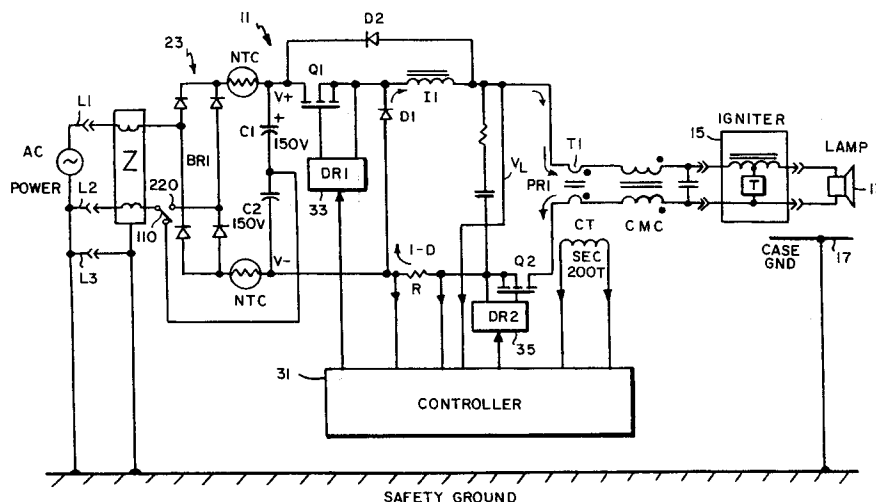 11
D2
23
NTC
Q1
L1
V+
I1
D1
T1
IGNITER
15
AC
POWER
Z
BR1
C1
150V
+
DR1
33
VL
PR1
LAMP
T
L2
220
110
C2
150V
CT
CMC
SEC
200T
CASE
GND
17
L3
V-
I-D
R
Q2
NTC
DR2
35
31
CONTROLLER
SAFETY GROUND